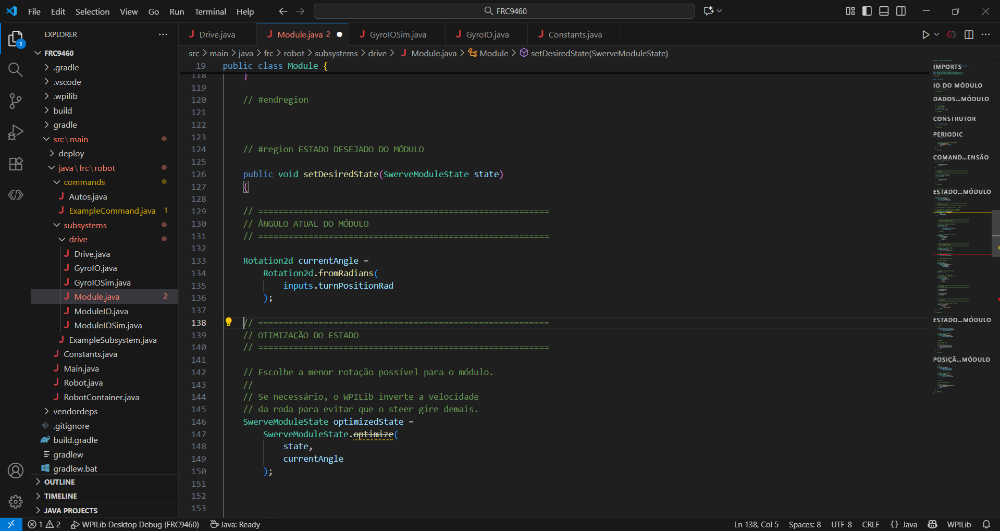 File Edit Selection View Go Run Terminal Help
FRC9460
EXPLORER
FRC9460
.gradle
.vscode
.wpilib
build
gradle
src\main
deploy
java\frc\robot
commands
Autos.java
ExampleCommand.java 1
subsystems
drive
Drive.java
GyroIO.java
GyroIOSim.java
Module.java 2
ModuleIO.java
ModuleIOSim.java
ExampleSubsystem.java
Constants.java
Main.java
Robot.java
RobotContainer.java
vendordeps
.gitignore
build.gradle
gradlew
gradlew.bat
OUTLINE
TIMELINE
JAVA PROJECTS
1
Drive.java Module.java 2 GyroIOSim.java GyroIO.java Constants.java
src > main > java > frc > robot > subsystems > drive > Module.java > Module > setDesiredState(SwerveModuleState)
19 public class Module {
118 }
119
120 // #endregion
121
122
123
124 // #region ESTADO DESEJADO DO MÓDULO
125
126 public void setDesiredState(SwerveModuleState state)
127 {
128
129 // ==========================================================
130 // ÂNGULO ATUAL DO MÓDULO
131 // ==========================================================
132
133 Rotation2d currentAngle =
134 Rotation2d.fromRadians(
135 inputs.turnPositionRad
136 );
137
138 // ==========================================================
139 // OTIMIZAÇÃO DO ESTADO
140 // ==========================================================
141
142 // Escolhe a menor rotação possível para o módulo.
143 //
144 // Se necessário, o WPILib inverte a velocidade
145 // da roda para evitar que o steer gire demais.
146 SwerveModuleState optimizedState =
147 SwerveModuleState.optimize(
148 state,
149 currentAngle
150 );
151
152
153
IMPORTS
IO DO MÓDULO
DADOS...MÓDULO
CONSTRUTOR
PERIODIC
COMAND...ENSÃO
ESTADO...MÓDULO
ESTADO...MÓDULO
POSIÇÃ...MÓDULO
1 2 WPILib Desktop Debug (FRC9460) Java: Ready Ln 138, Col 5 Spaces: 8 UTF-8 CRLF {} Java WPILib